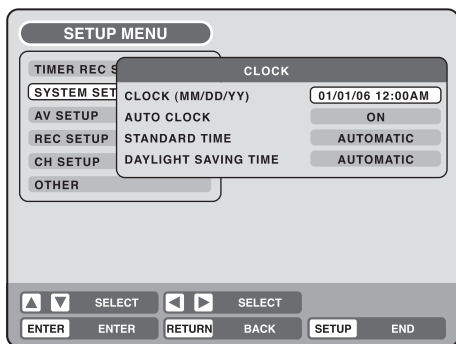 SETUP MENU
TIMER REC S
CLOCK
SYSTEM SET
CLOCK (MM/DD/YY) 01/01/06 12:00AM
AV SETUP
AUTO CLOCK ON
REC SETUP
STANDARD TIME AUTOMATIC
CH SETUP
DAYLIGHT SAVING TIME AUTOMATIC
OTHER
SELECT SELECT
ENTER ENTER RETURN BACK SETUP END